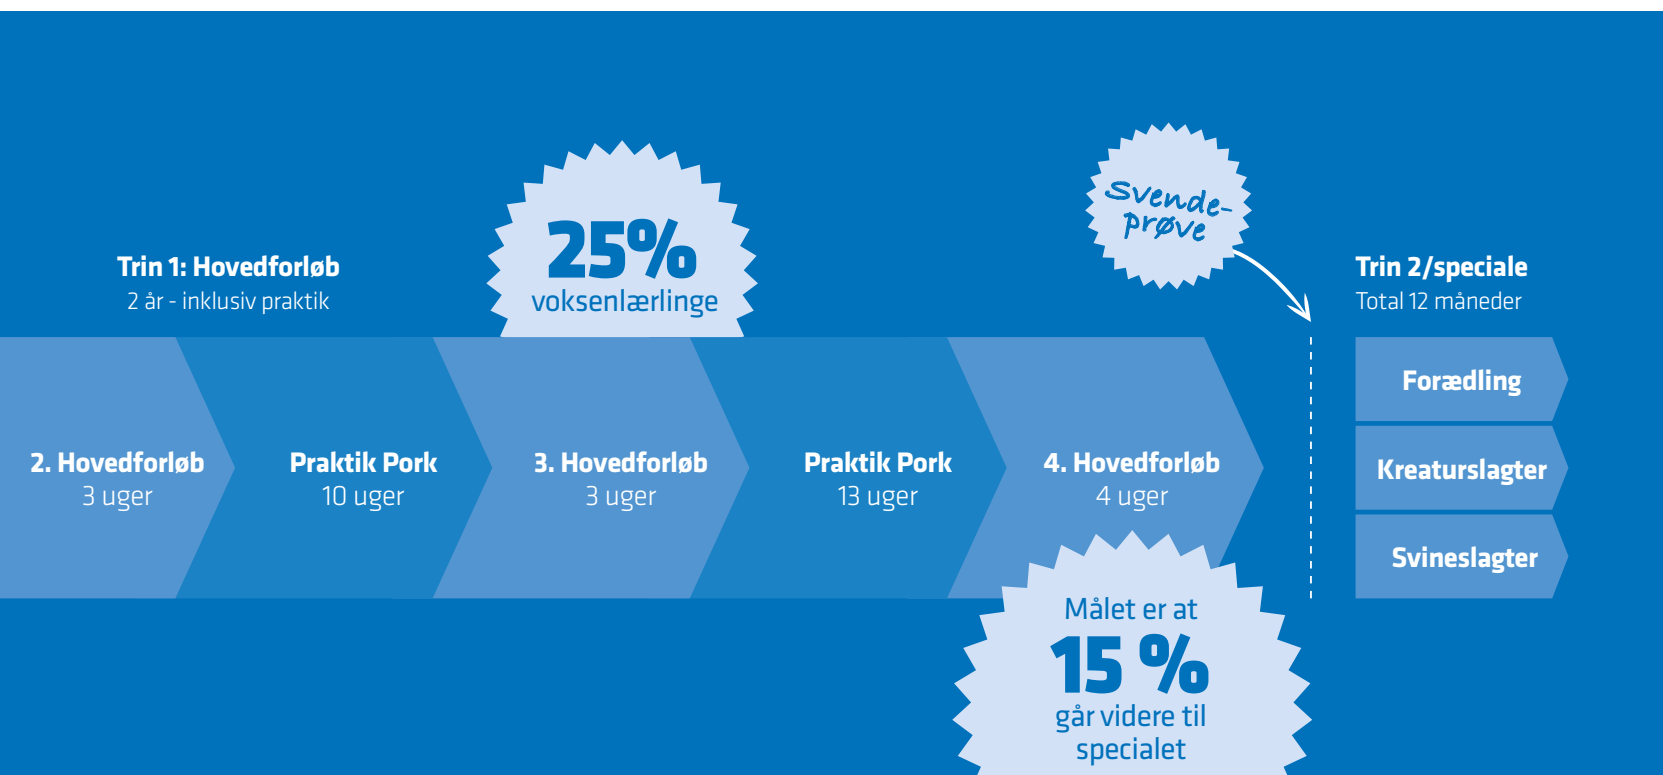 Svende-
prøve
25%
voksenlærlinge
Trin 1: Hovedforløb
2 år - inklusiv praktik
Trin 2/speciale
Total 12 måneder
2. Hovedforløb
3 uger
Praktik Pork
10 uger
3. Hovedforløb
3 uger
Praktik Pork
13 uger
4. Hovedforløb
4 uger
Forædling
Kreaturslagter
Svineslagter
Målet er at
15 %
går videre til
specialet